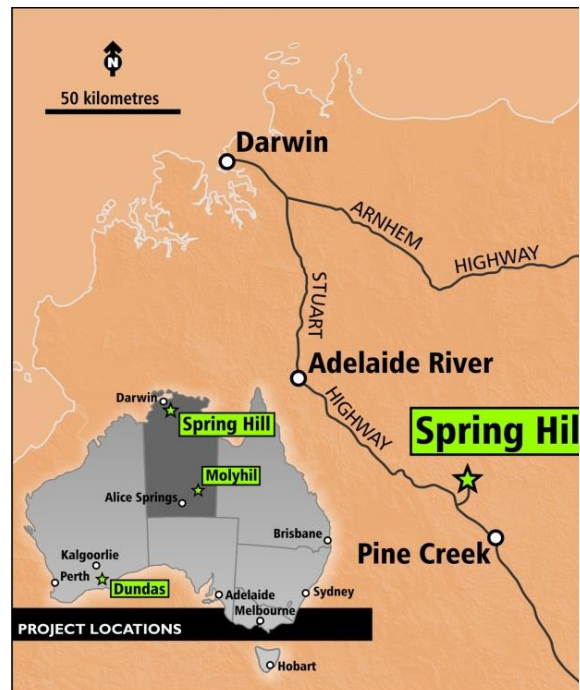 N
50 kilometres
Darwin
ARNHEM
HIGHWAY
STUART
Adelaide River
HIGHWAY
Spring Hil
Pine Creek
Darwin
Spring Hill
Molyhil
Alice Springs
Brisbane
Kalgoorlie
Perth
Dundas
Adelaide
Sydney
Melbourne
PROJECT LOCATIONS
Hobart